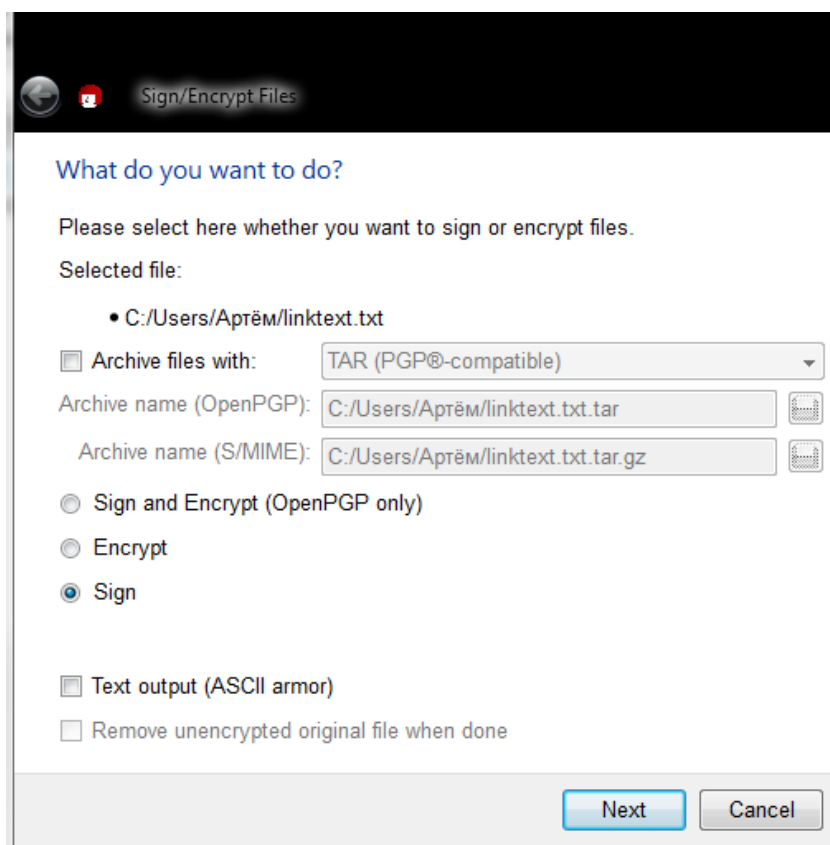 Sign/Encrypt Files
What do you want to do?
Please select here whether you want to sign or encrypt files.
Selected file:
• C:/Users/Артём/linktext.txt
Archive files with: TAR (PGP®-compatible)
Archive name (OpenPGP): C:/Users/Артём/linktext.txt.tar
Archive name (S/MIME): C:/Users/Артём/linktext.txt.tar.gz
Sign and Encrypt (OpenPGP only)
Encrypt
Sign
Text output (ASCII armor)
Remove unencrypted original file when done
Next Cancel